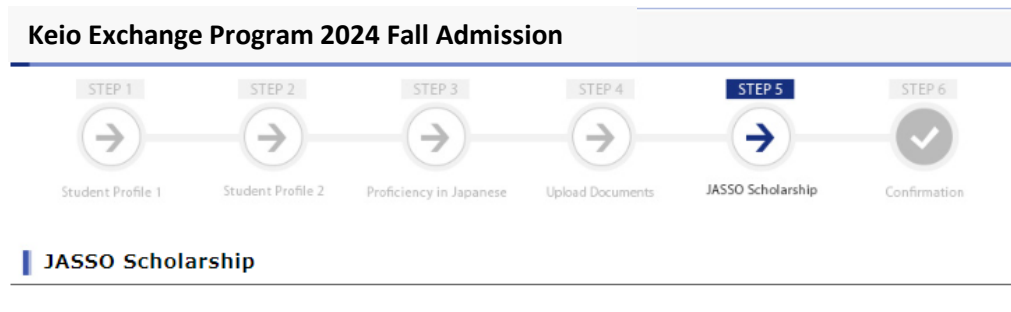 Keio Exchange Program 2024 Fall Admission
STEP 1 STEP 2 STEP 3 STEP 4 STEP 5 STEP 6
Student Profile 1 Student Profile 2 Proficiency in Japanese Upload Documents JASSO Scholarship Confirmation
JASSO Scholarship